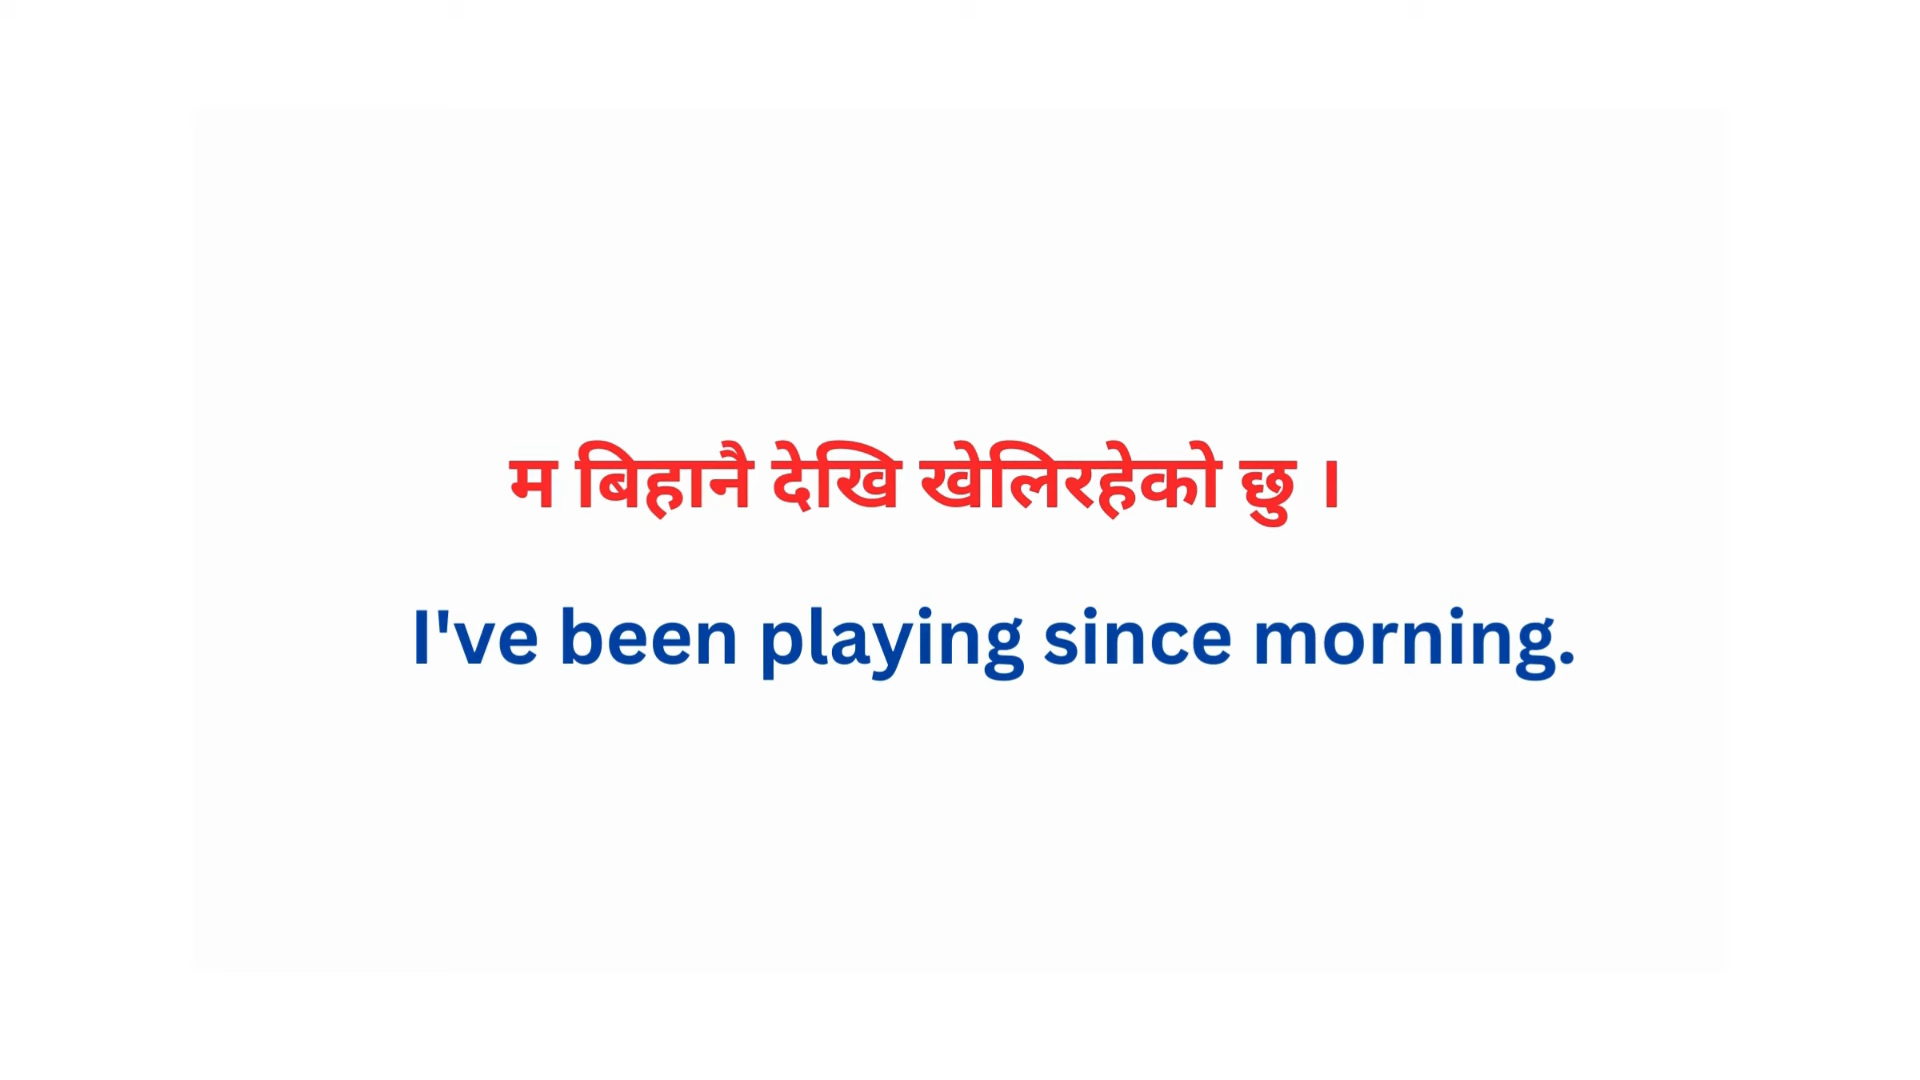 म बिहानै देखि खेलिरहेको छु ।
I've been playing since morning.